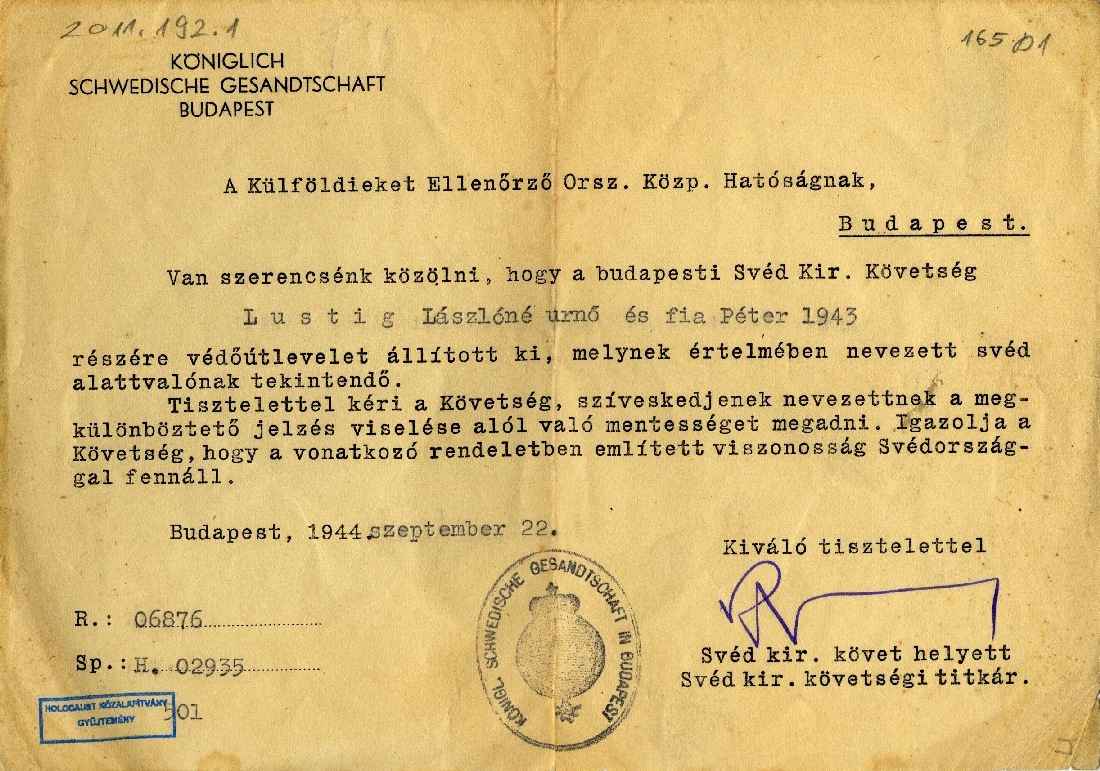 2011.192.1
165 D1
KÖNIGLICH
SCHWEDISCHE GESANDTSCHAFT
BUDAPEST
A Külföldieket Ellenőrző Orsz. Közp. Hatóságnak,
Budapest.
Van szerencsénk közölni, hogy a budapesti Svéd Kir. Követség
Lustig Lászlóné urnő és fia Péter 1943
részére védőútlevelet állított ki, melynek értelmében nevezett svéd
alattvalónak tekintendő.
Tisztelettel kéri a Követség, szíveskedjenek nevezettnek a meg-
különböztető jelzés viselése alól való mentességet megadni. Igazolja a
Követség, hogy a vonatkozó rendeletben említett viszonosság Svédország-
gal fennáll.
Budapest, 1944. szeptember 22.
Kiváló tisztelettel
Svéd kir. követ helyett
Svéd kir. követségi titkár.
R.: 06876
Sp.: H. 02935
501
HOLOCAUST KÖZALAPÍTVÁNY
GYŰJTEMÉNY
KÖNIGL. SCHWEDISCHE GESANDTSCHAFT IN BUDAPEST